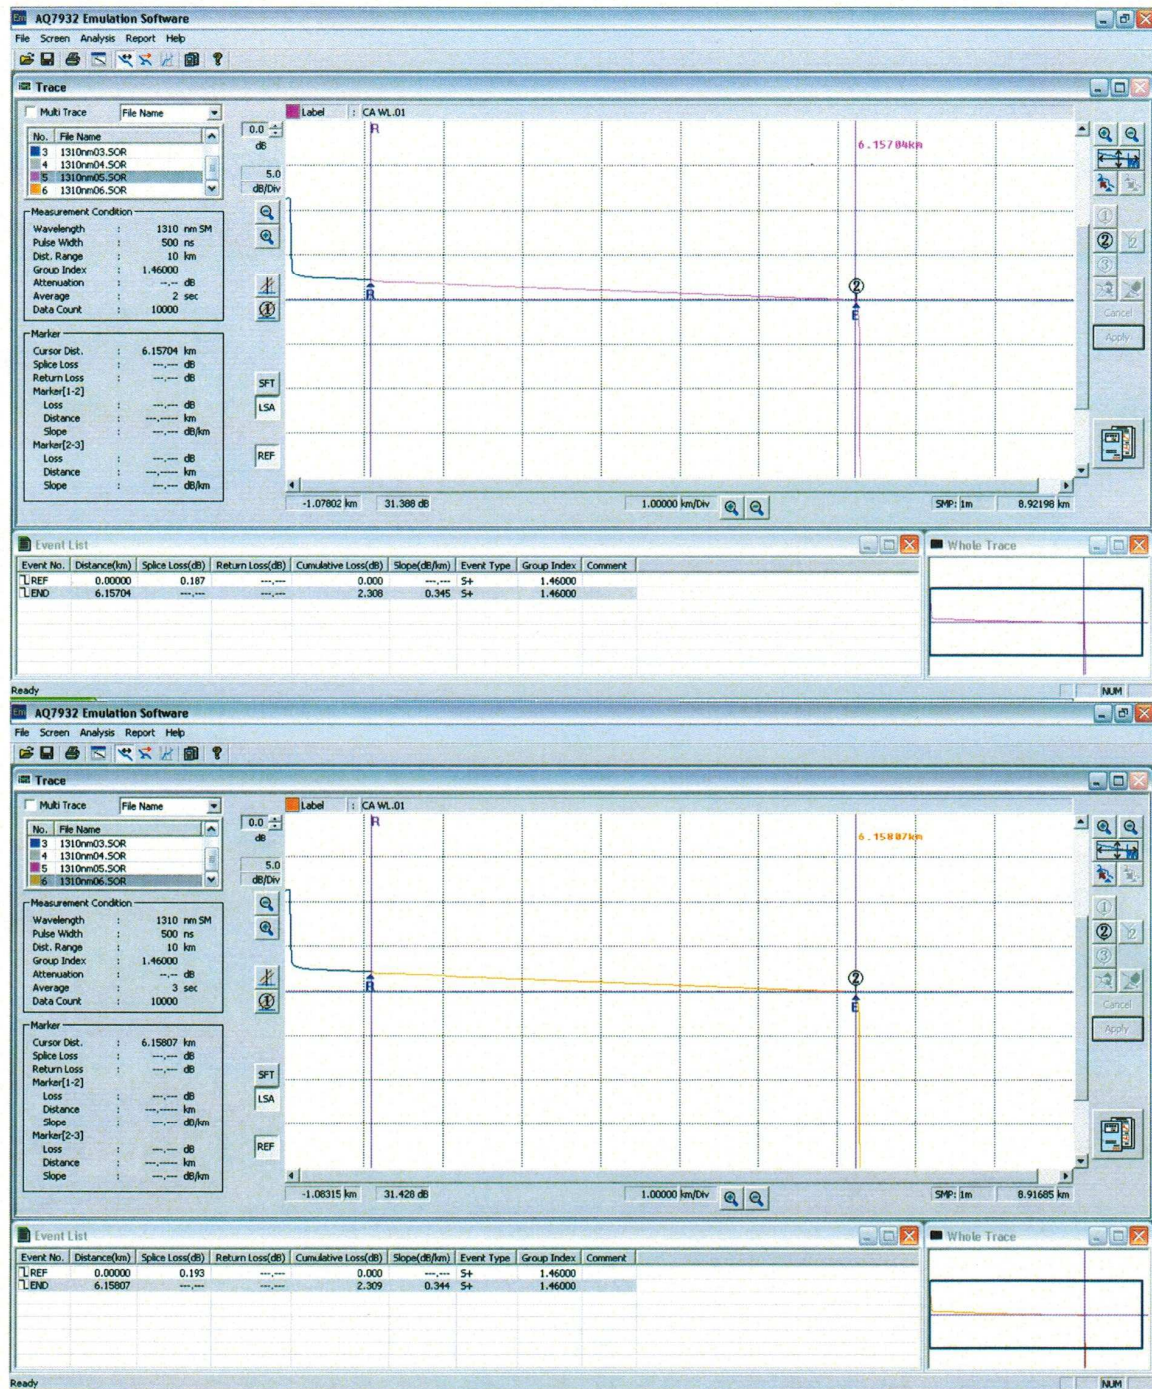 AQ7932 Emulation Software
File Screen Analysis Report Help
Trace
Multi Trace File Name
No. File Name
3 1310nm03.SOR
4 1310nm04.SOR
5 1310nm05.SOR
6 1310nm06.SOR
Measurement Condition
Wavelength : 1310 nm SM
Pulse Width : 500 ns
Dist. Range : 10 km
Group Index : 1.46000
Attenuation : --.-- dB
Average : 2 sec
Data Count : 10000
Marker
Cursor Dist. : 6.15704 km
Splice Loss : ---.--- dB
Return Loss : ---.--- dB
Marker[1-2]
Loss : ---.--- dB
Distance : ---.----- km
Slope : ---.--- dB/km
Marker[2-3]
Loss : ---.--- dB
Distance : ---.----- km
Slope : ---.--- dB/km
0.0
dB
5.0
dB/Div
SFT
LSA
REF
Label : CA WL.01
R
6.15704km
R
2
E
1
2
2
3
Cancel
Apply
-1.07802 km 31.388 dB 1.00000 km/Div SMP: 1m 8.92198 km
Event List
Event No. Distance(km) Splice Loss(dB) Return Loss(dB) Cumulative Loss(dB) Slope(dB/km) Event Type Group Index Comment
REF 0.00000 0.187 ---.--- 0.000 ---.--- S+ 1.46000
END 6.15704 ---.--- ---.--- 2.308 0.345 S+ 1.46000
Whole Trace
Ready NUM
AQ7932 Emulation Software
File Screen Analysis Report Help
Trace
Multi Trace File Name
No. File Name
3 1310nm03.SOR
4 1310nm04.SOR
5 1310nm05.SOR
6 1310nm06.SOR
Measurement Condition
Wavelength : 1310 nm SM
Pulse Width : 500 ns
Dist. Range : 10 km
Group Index : 1.46000
Attenuation : --.-- dB
Average : 3 sec
Data Count : 10000
Marker
Cursor Dist. : 6.15807 km
Splice Loss : ---.--- dB
Return Loss : ---.--- dB
Marker[1-2]
Loss : ---.--- dB
Distance : ---.----- km
Slope : ---.--- dB/km
Marker[2-3]
Loss : ---.--- dB
Distance : ---.----- km
Slope : ---.--- dB/km
0.0
dB
5.0
dB/Div
SFT
LSA
REF
Label : CA WL.01
R
6.15807km
R
2
E
1
2
2
3
Cancel
Apply
-1.08315 km 31.428 dB 1.00000 km/Div SMP: 1m 8.91685 km
Event List
Event No. Distance(km) Splice Loss(dB) Return Loss(dB) Cumulative Loss(dB) Slope(dB/km) Event Type Group Index Comment
REF 0.00000 0.193 ---.--- 0.000 ---.--- S+ 1.46000
END 6.15807 ---.--- ---.--- 2.309 0.344 S+ 1.46000
Whole Trace
Ready NUM